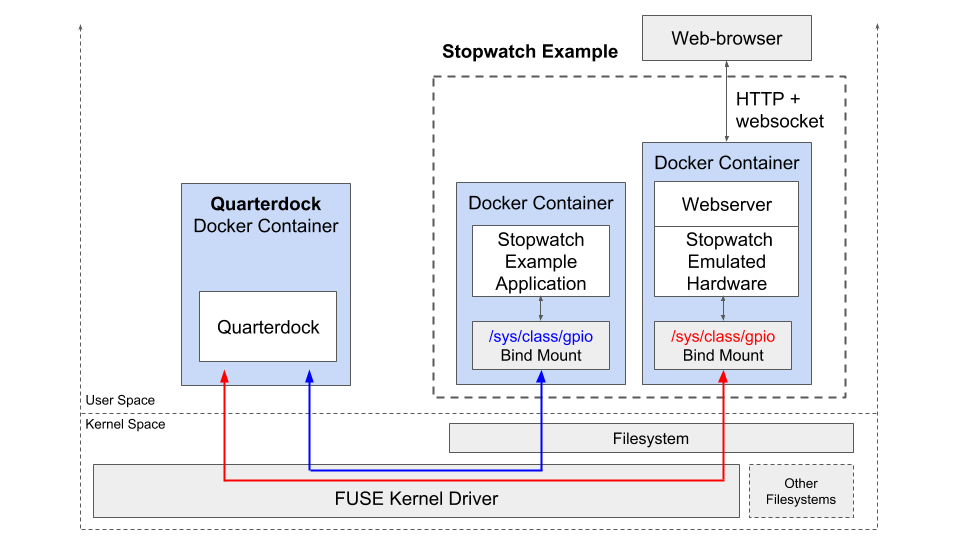 Web-browser
Stopwatch Example
HTTP +
websocket
Docker Container
Webserver
Stopwatch
Emulated
Hardware
/sys/class/gpio
Bind Mount
Docker Container
Stopwatch
Example
Application
/sys/class/gpio
Bind Mount
Quarterdock
Docker Container
Quarterdock
User Space
Kernel Space
Filesystem
FUSE Kernel Driver
Other
Filesystems